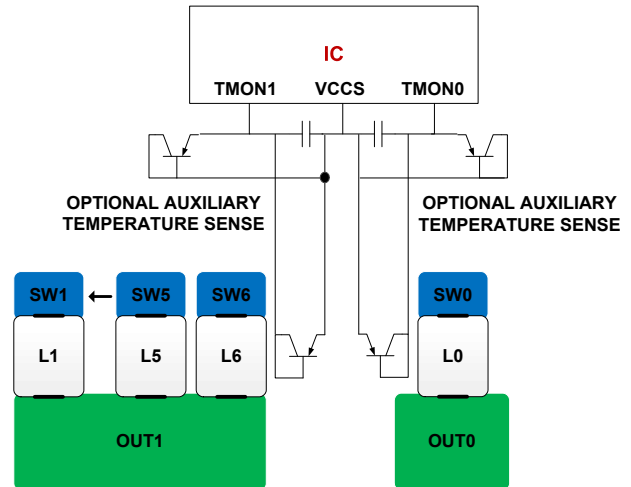 IC
TMON1 VCCS TMON0
OPTIONAL AUXILIARY
TEMPERATURE SENSE
OPTIONAL AUXILIARY
TEMPERATURE SENSE
SW1 SW5 SW6 SW0
L1 L5 L6 L0
OUT1 OUT0